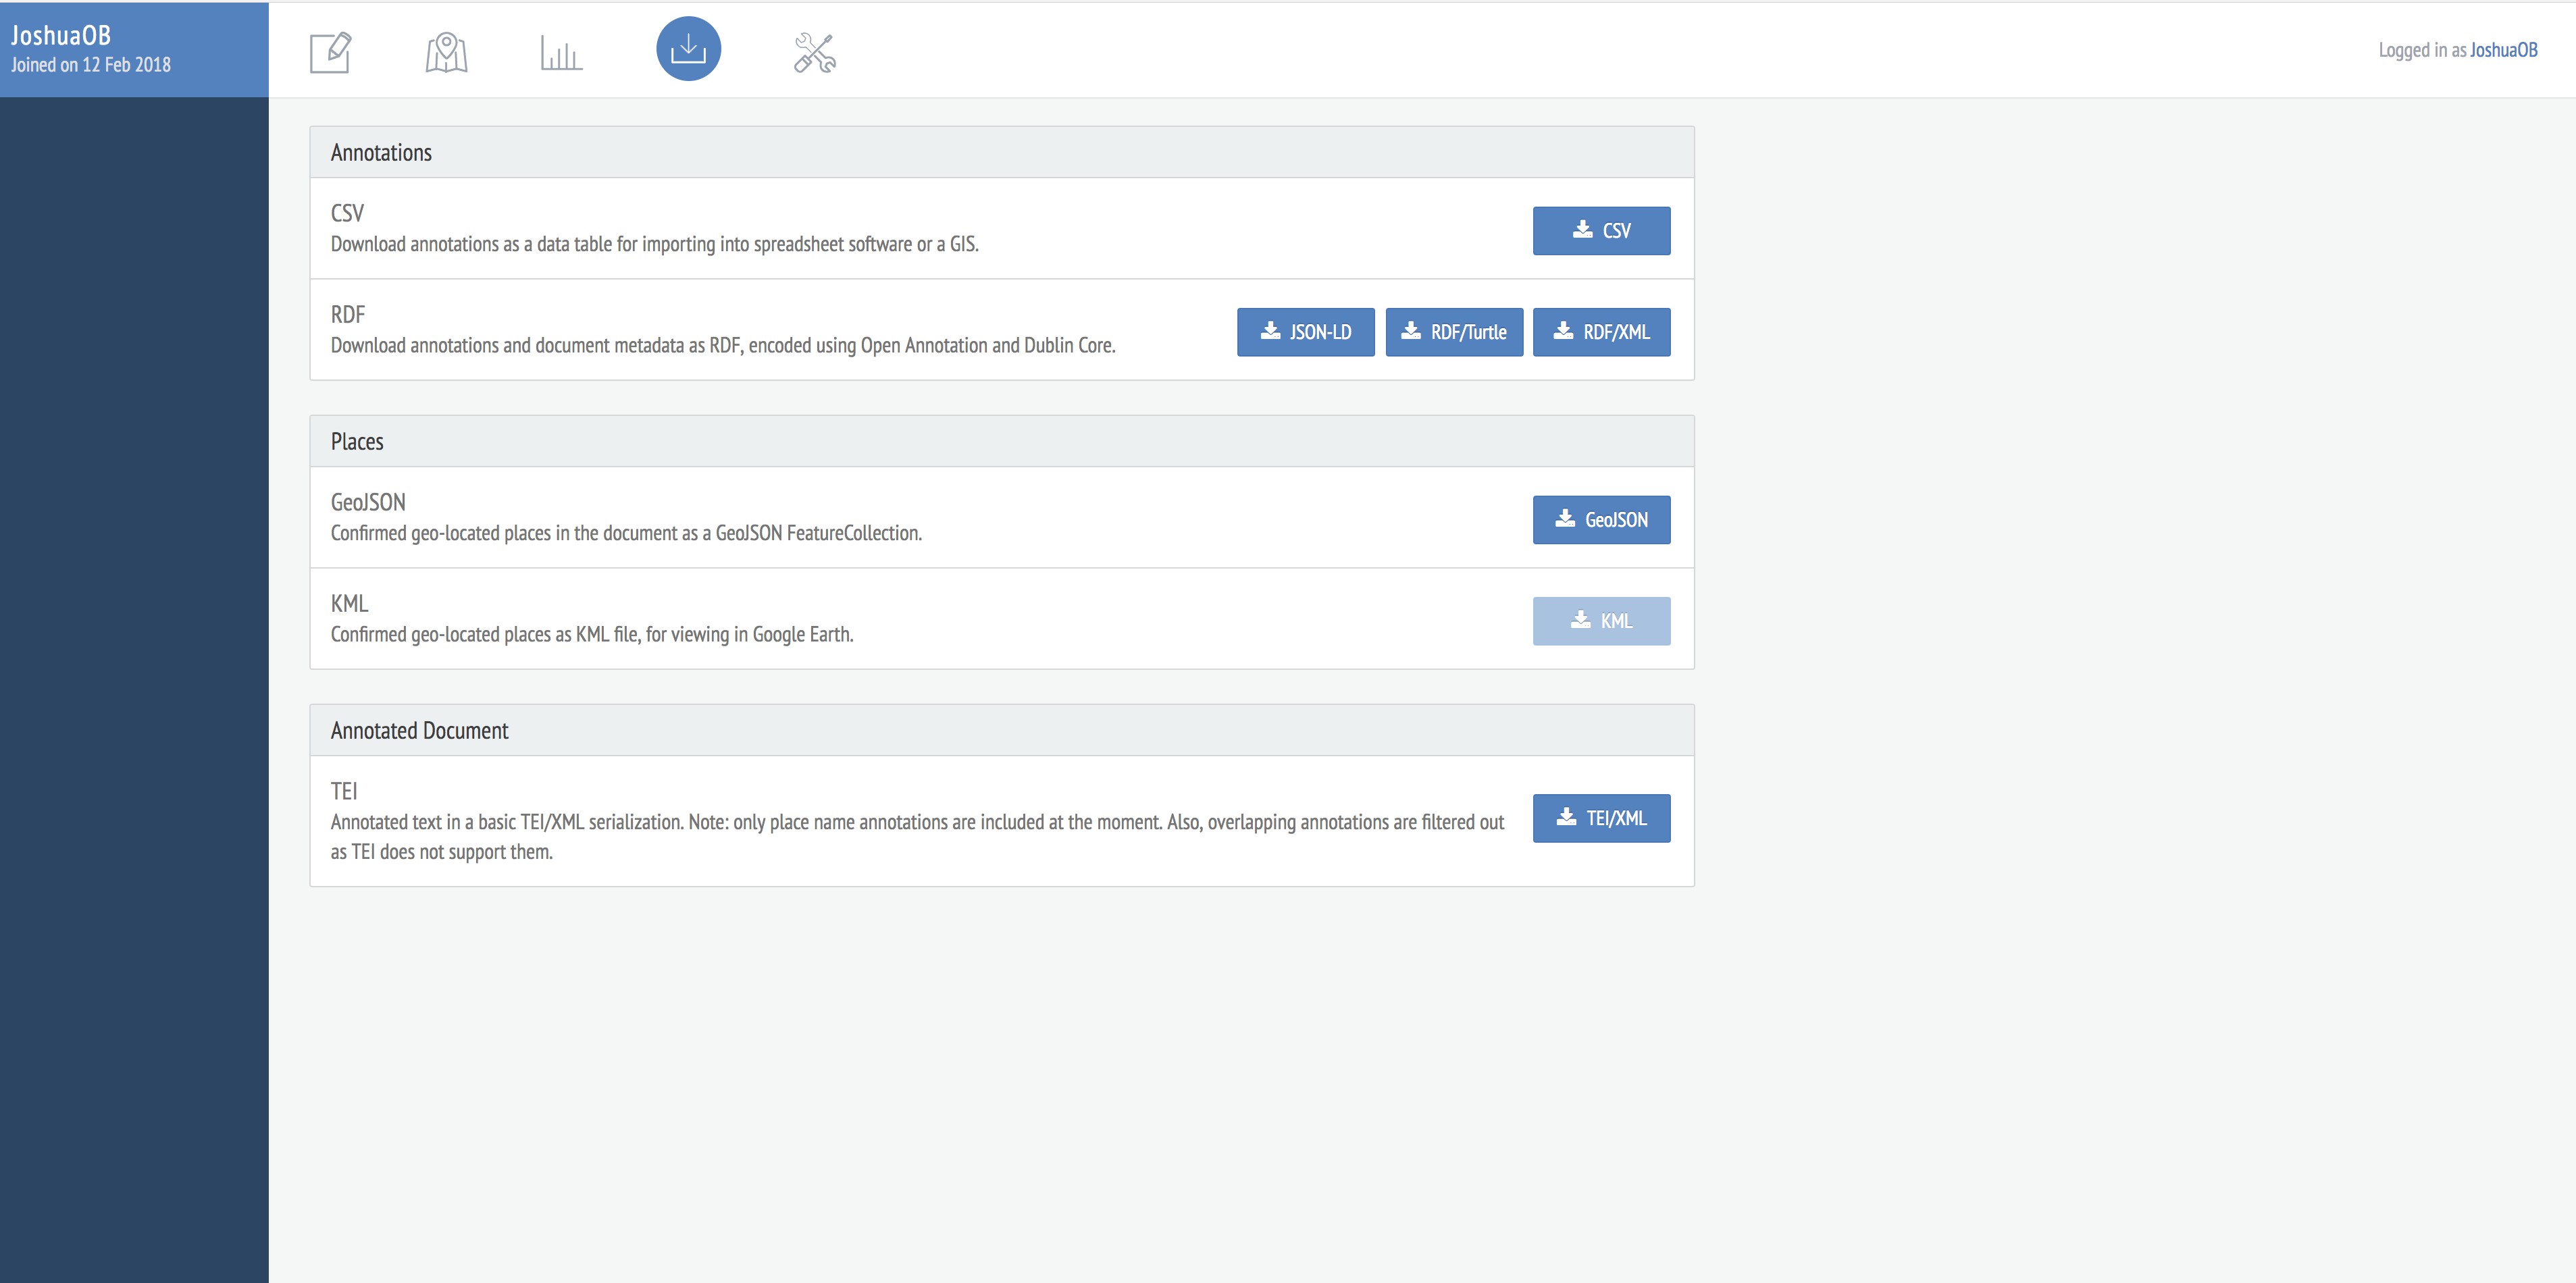 JoshuaOB
Joined on 12 Feb 2018
Logged in as JoshuaOB
Annotations
CSV
Download annotations as a data table for importing into spreadsheet software or a GIS.
CSV
RDF
Download annotations and document metadata as RDF, encoded using Open Annotation and Dublin Core.
JSON-LD
RDF/Turtle
RDF/XML
Places
GeoJSON
Confirmed geo-located places in the document as a GeoJSON FeatureCollection.
GeoJSON
KML
Confirmed geo-located places as KML file, for viewing in Google Earth.
KML
Annotated Document
TEI
Annotated text in a basic TEI/XML serialization. Note: only place name annotations are included at the moment. Also, overlapping annotations are filtered out
as TEI does not support them.
TEI/XML